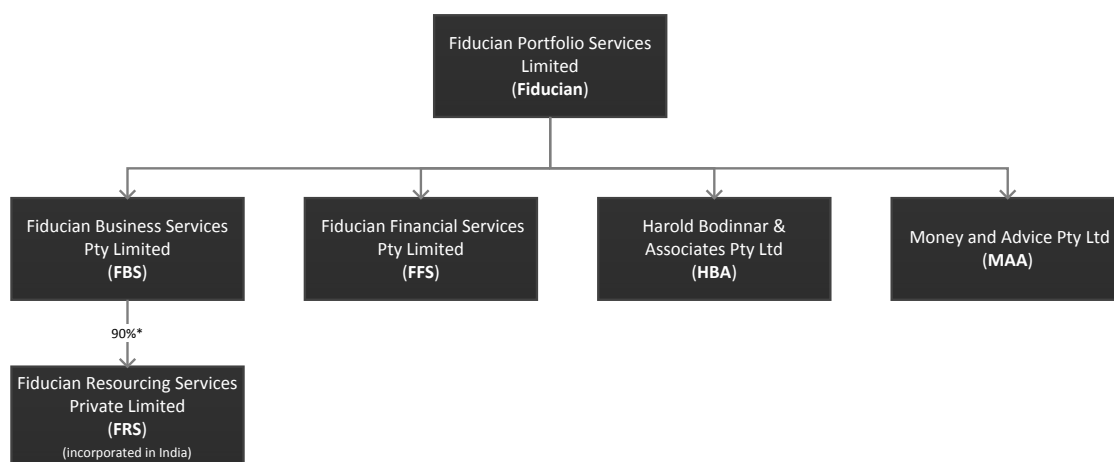 Fiducian Portfolio Services
Limited
(Fiducian)
Fiducian Business Services
Pty Limited
(FBS)
Fiducian Financial Services
Pty Limited
(FFS)
Harold Bodinnar &
Associates Pty Ltd
(HBA)
Money and Advice Pty Ltd
(MAA)
90%*
Fiducian Resourcing Services
Private Limited
(FRS)
(incorporated in India)